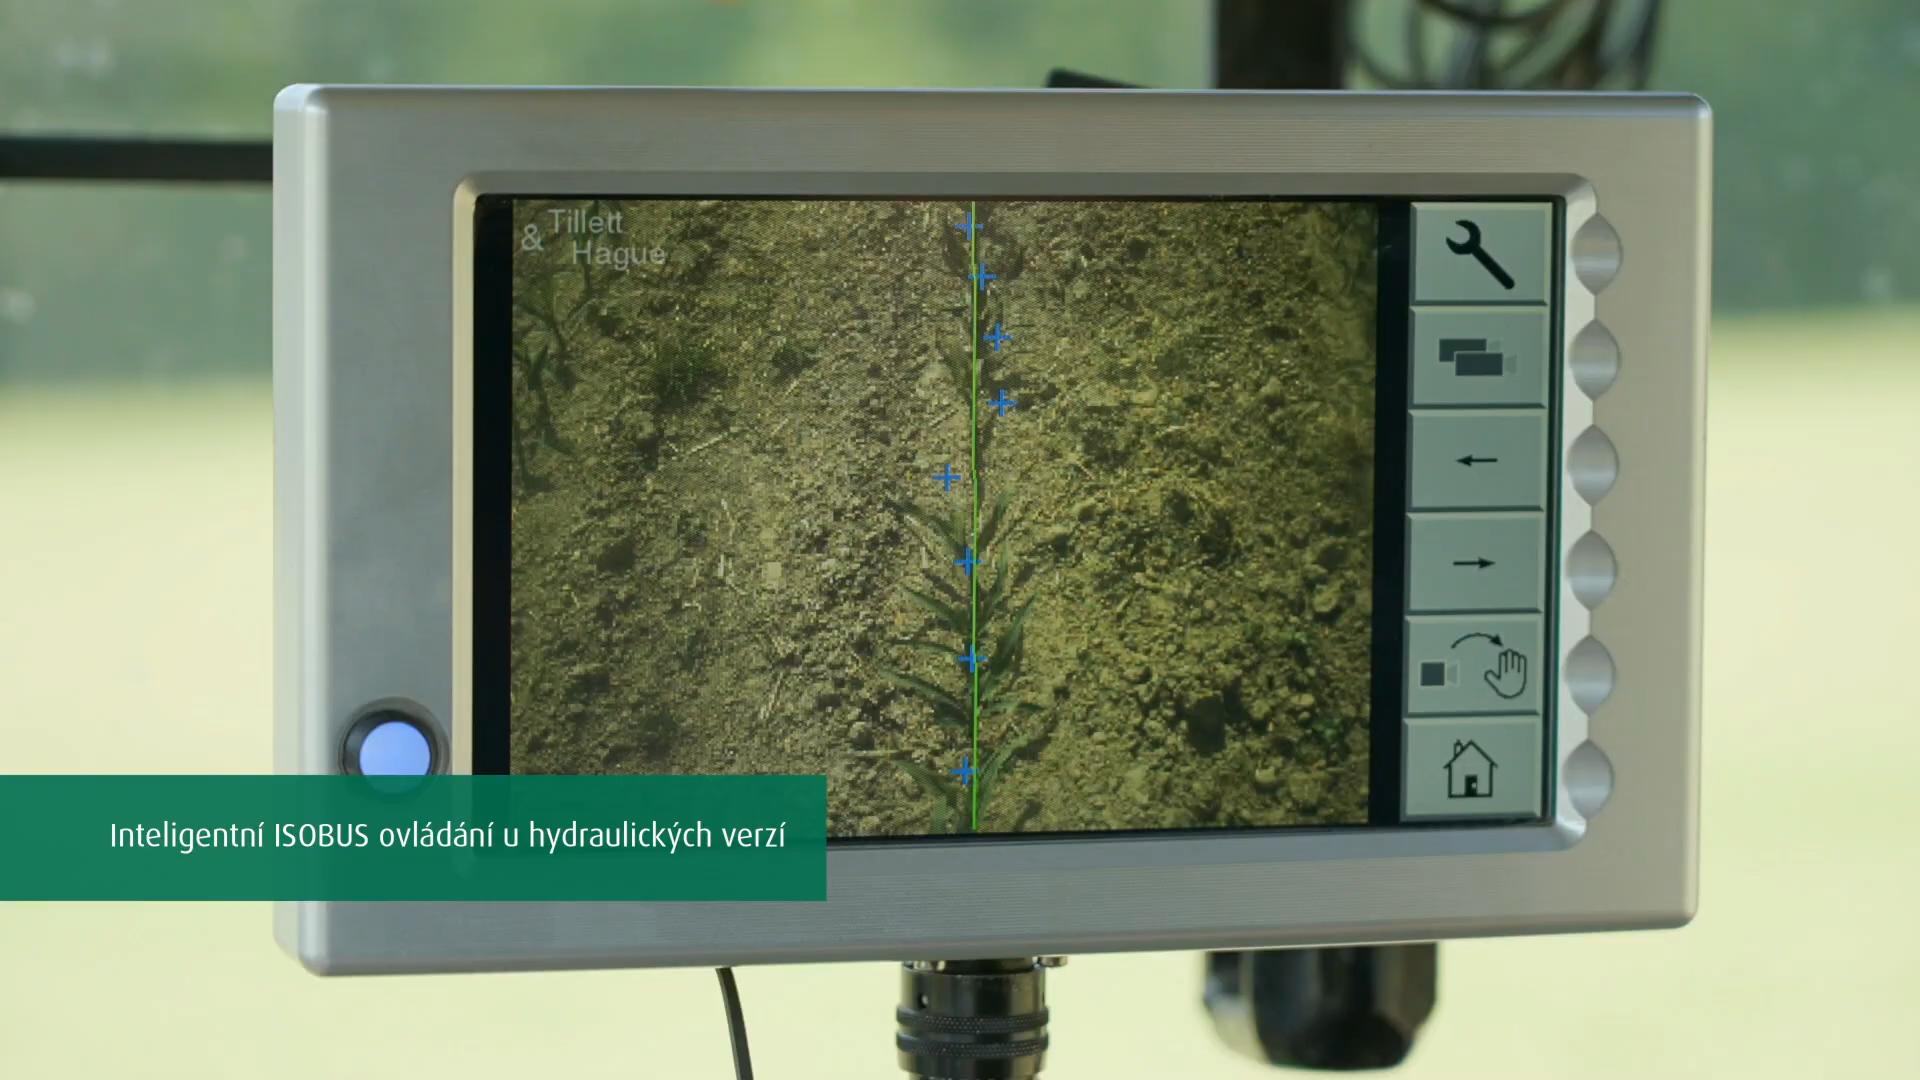 Tillett
& Hague
Inteligentní ISOBUS ovládání u hydraulických verzí